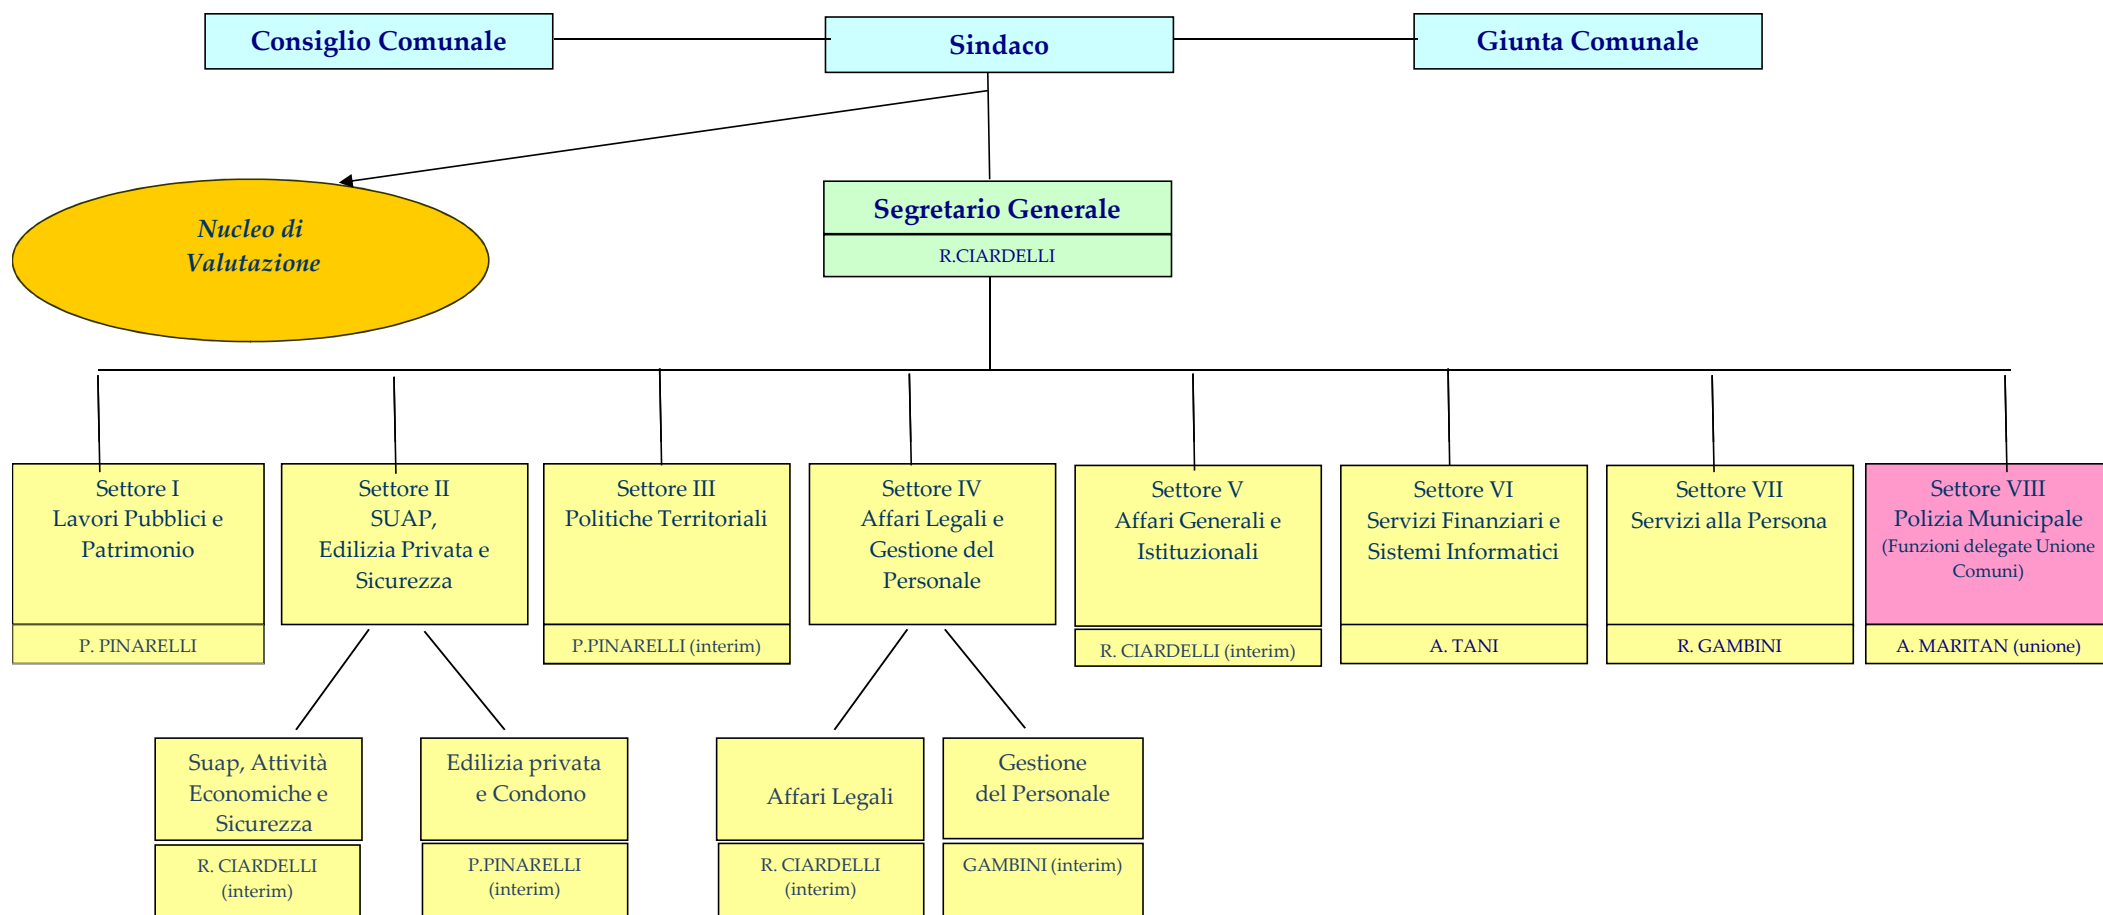 Consiglio Comunale
Sindaco
Giunta Comunale
Nucleo di
Valutazione
Segretario Generale
R.CIARDELLI
Settore I
Lavori Pubblici e
Patrimonio
P. PINARELLI
Settore II
SUAP,
Edilizia Privata e
Sicurezza
Settore III
Politiche Territoriali
P.PINARELLI (interim)
Settore IV
Affari Legali e
Gestione del
Personale
Settore V
Affari Generali e
Istituzionali
R. CIARDELLI (interim)
Settore VI
Servizi Finanziari e
Sistemi Informatici
A. TANI
Settore VII
Servizi alla Persona
R. GAMBINI
Settore VIII
Polizia Municipale
(Funzioni delegate Unione
Comuni)
A. MARITAN (unione)
Suap, Attività
Economiche e
Sicurezza
R. CIARDELLI
(interim)
Edilizia privata
e Condono
P.PINARELLI
(interim)
Affari Legali
R. CIARDELLI
(interim)
Gestione
del Personale
GAMBINI (interim)